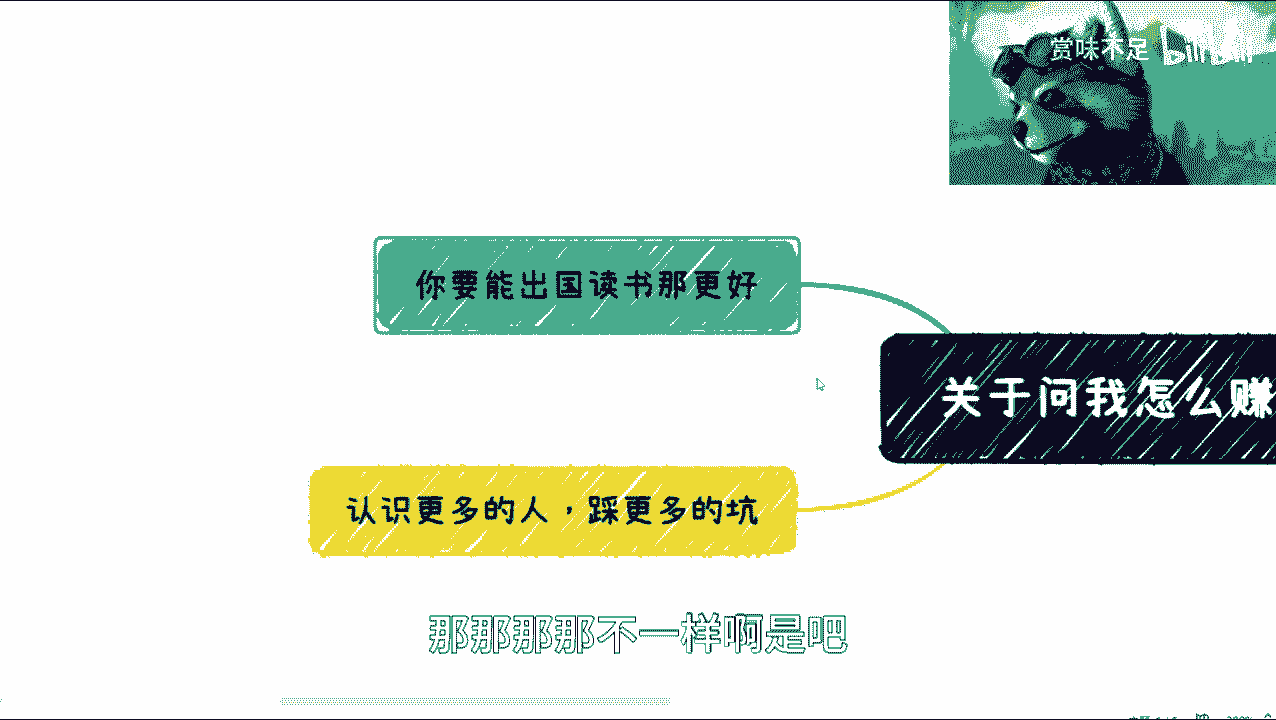 赏味不足 bilibili
你要能出国读书那更好
关于问我怎么赚
认识更多的人，踩更多的坑
那那那那不一样啊是吧